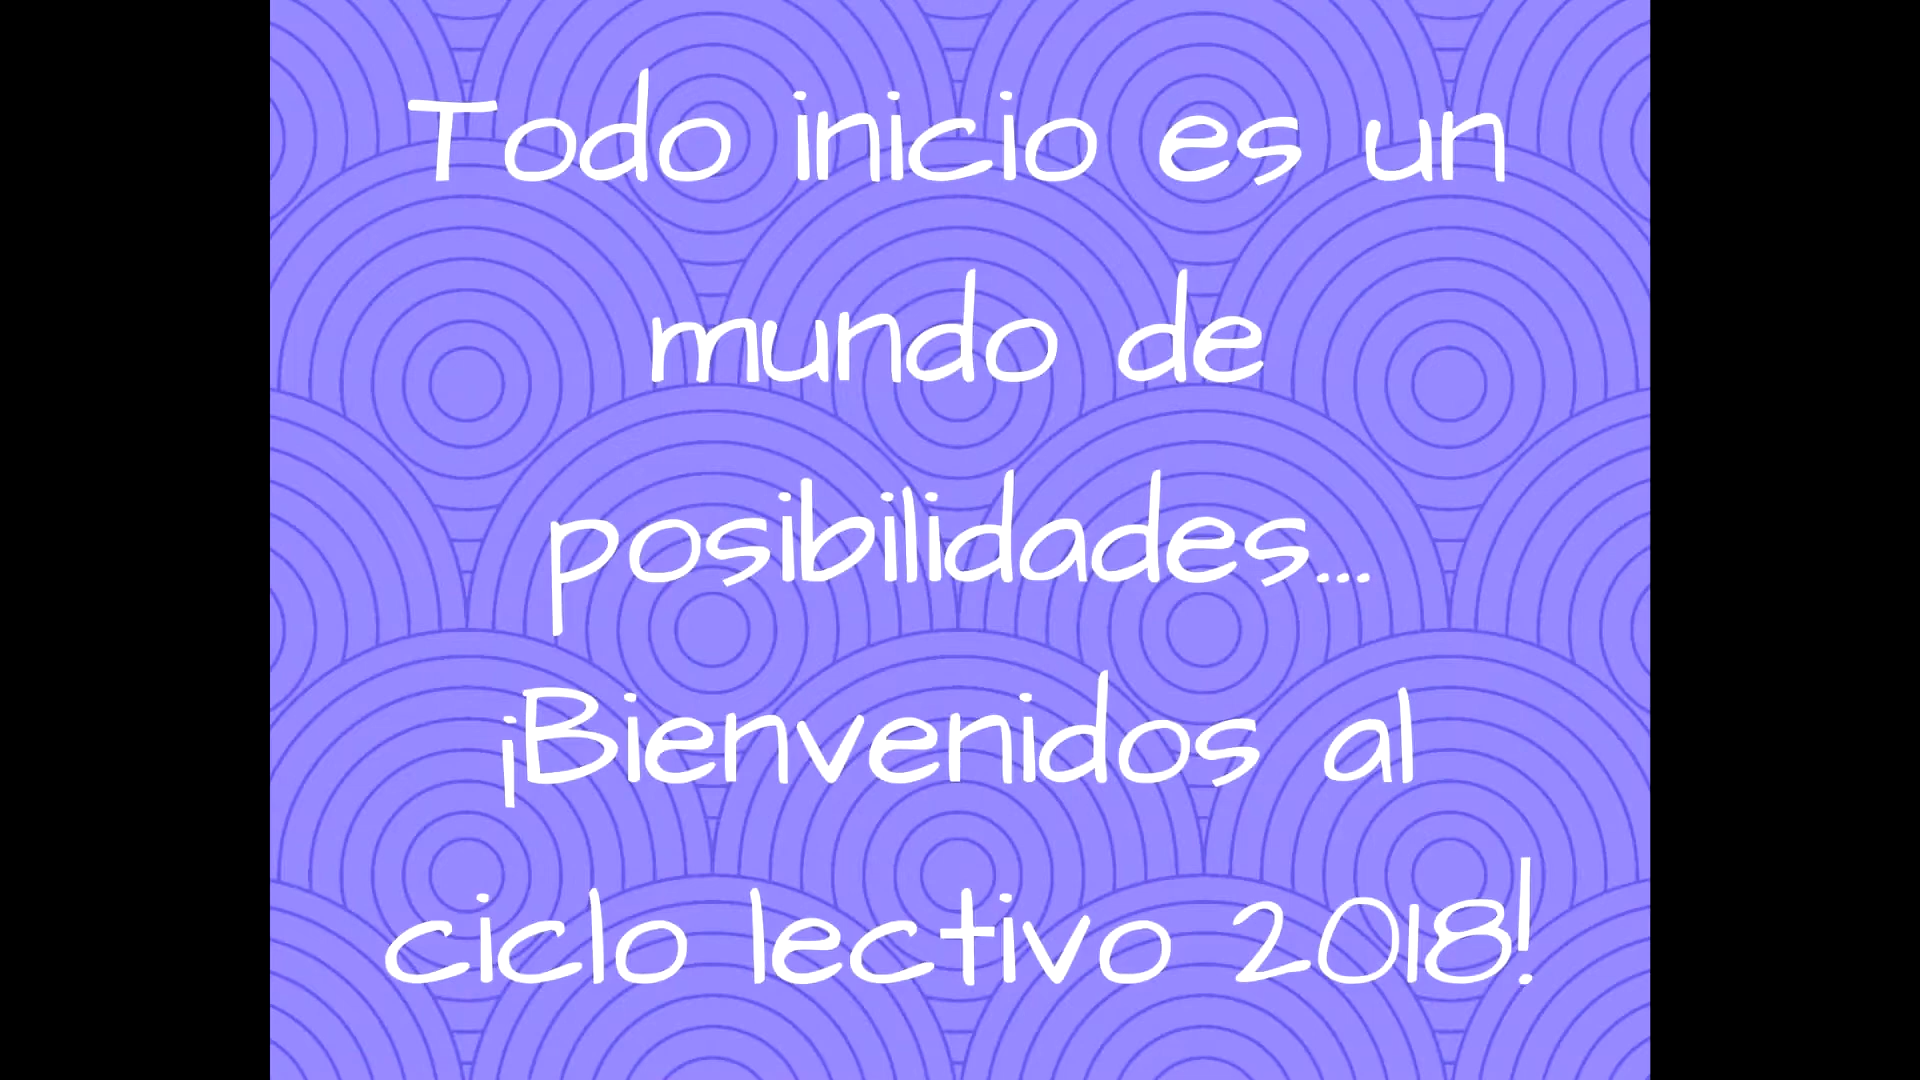 Todo inicio es un
mundo de
posibilidades...
¡Bienvenidos al
ciclo lectivo 2018!